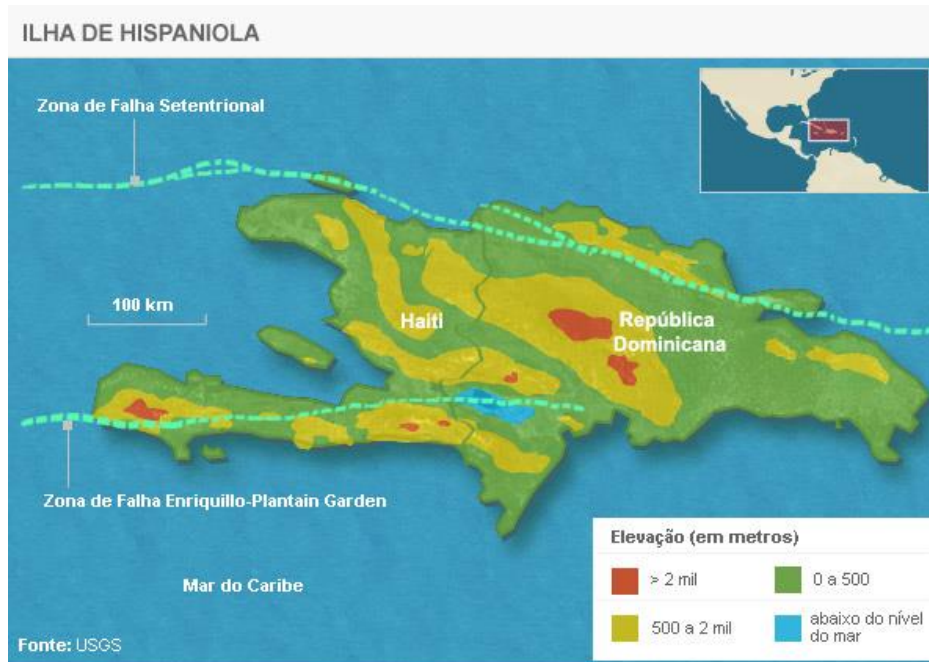 ILHA DE HISPANIOLA
Zona de Falha Setentrional
100 km
Haiti
República
Dominicana
Zona de Falha Enriquillo-Plantain Garden
Mar do Caribe
Fonte: USGS
Elevação (em metros)
> 2 mil
0 a 500
500 a 2 mil
abaixo do nível
do mar